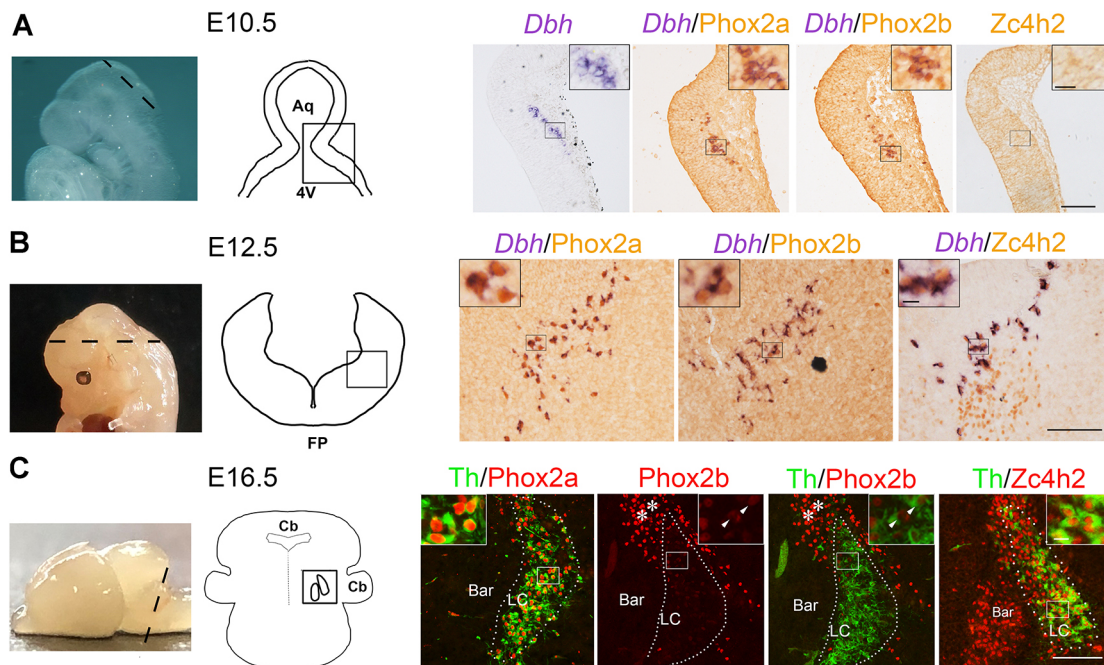 A
E10.5
Dbh
Dbh/Phox2a
Dbh/Phox2b
Zc4h2
Aq
4V
B
E12.5
Dbh/Phox2a
Dbh/Phox2b
Dbh/Zc4h2
FP
C
E16.5
Th/Phox2a
Phox2b
Th/Phox2b
Th/Zc4h2
Cb
Cb
Bar
LC
**
Bar
LC
**
Bar
LC
Bar
LC